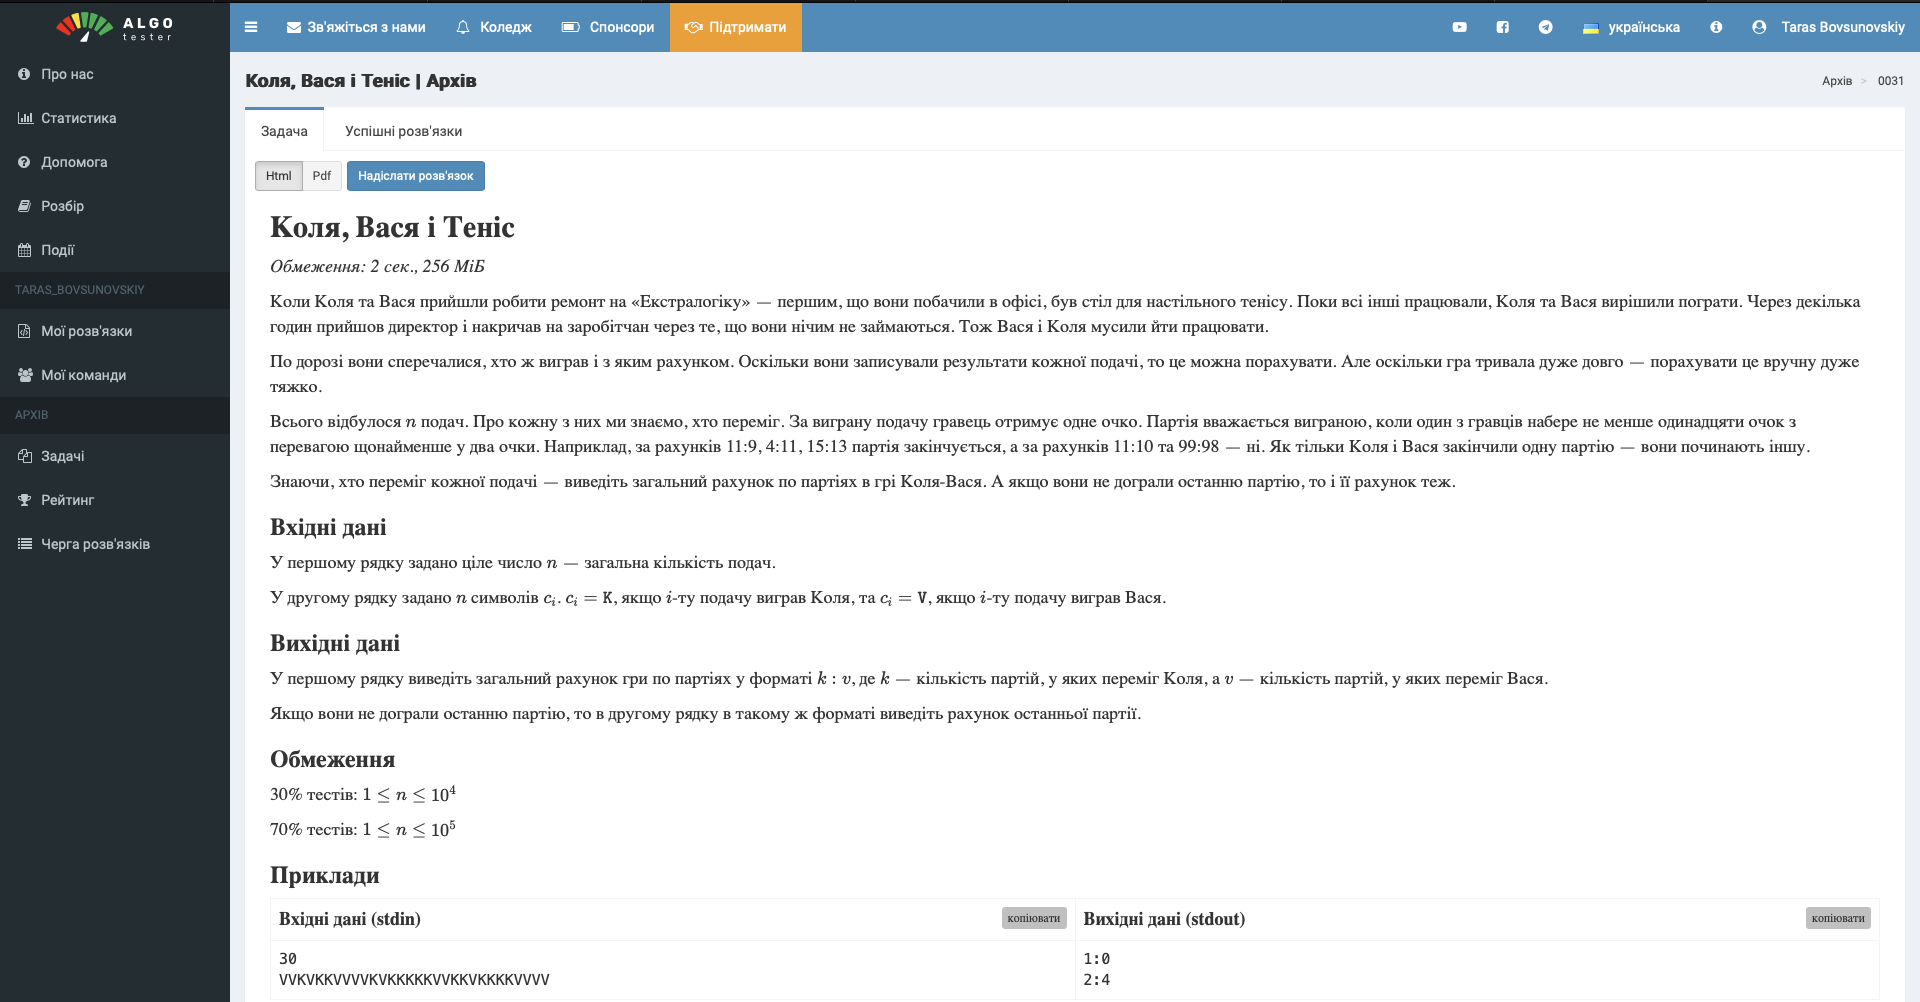 ALGO
tester
Про нас
Статистика
Допомога
Розбір
Події
TARAS_BOVSUNOVSKIY
Мої розв'язки
Мої команди
АРХІВ
Задачі
Рейтинг
Черга розв'язків
Зв'яжіться з нами
Коледж
Спонсори
Підтримати
українська
Taras Bovsunovskiy
Коля, Вася і Теніс | Архів
Архів > 0031
Задача
Успішні розв'язки
Html
Pdf
Надіслати розв'язок
Коля, Вася і Теніс
Обмеження: 2 сек., 256 МіБ
Коли Коля та Вася прийшли робити ремонт на «Екстралогіку» — першим, що вони побачили в офісі, був стіл для настільного тенісу. Поки всі інші працювали, Коля та Вася вирішили пограти. Через декілька
годин прийшов директор і накричав на заробітчан через те, що вони нічим не займаються. Тож Вася і Коля мусили йти працювати.
По дорозі вони сперечалися, хто ж виграв і з яким рахунком. Оскільки вони записували результати кожної подачі, то це можна порахувати. Але оскільки гра тривала дуже довго — порахувати це вручну дуже
тяжко.
Всього відбулося n подач. Про кожну з них ми знаємо, хто переміг. За виграну подачу гравець отримує одне очко. Партія вважається виграною, коли один з гравців набере не менше одинадцяти очок з
перевагою щонайменше у два очки. Наприклад, за рахунків 11:9, 4:11, 15:13 партія закінчується, а за рахунків 11:10 та 99:98 — ні. Як тільки Коля і Вася закінчили одну партію — вони починають іншу.
Знаючи, хто переміг кожної подачі — виведіть загальний рахунок по партіях в грі Коля-Вася. А якщо вони не дограли останню партію, то і її рахунок теж.
Вхідні дані
У першому рядку задано ціле число n — загальна кількість подач.
У другому рядку задано n символів cᵢ. cᵢ = K, якщо i-ту подачу виграв Коля, та cᵢ = V, якщо i-ту подачу виграв Вася.
Вихідні дані
У першому рядку виведіть загальний рахунок гри по партіях у форматі k : v, де k — кількість партій, у яких переміг Коля, а v — кількість партій, у яких переміг Вася.
Якщо вони не дограли останню партію, то в другому рядку в такому ж форматі виведіть рахунок останньої партії.
Обмеження
30% тестів: 1 ≤ n ≤ 10⁴
70% тестів: 1 ≤ n ≤ 10⁵
Приклади
Вхідні дані (stdin)
копіювати
Вихідні дані (stdout)
копіювати
30
VVKVKKVVVVKVKKKKKVVKKVKKKKVVVV
1:0
2:4